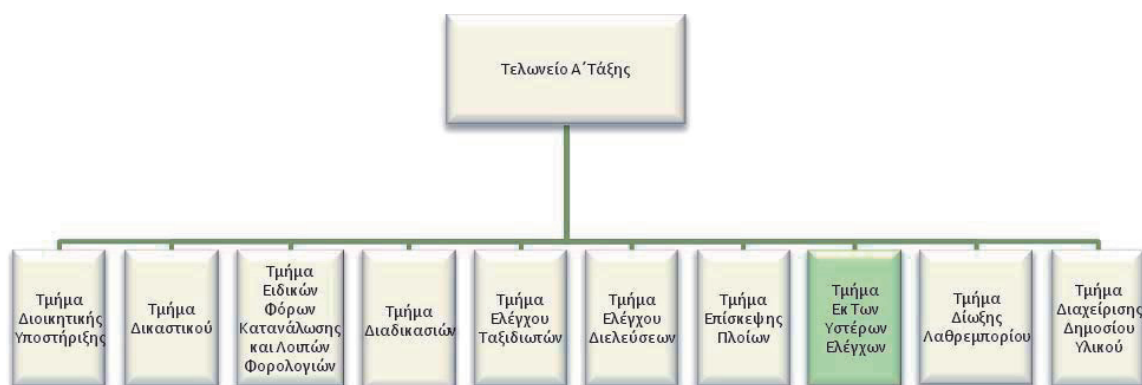 Τελωνείο Α΄Τάξης
Τμήμα
Διοικητικής
Υποστήριξης
Τμήμα
Δικαστικού
Τμήμα
Ειδικών
Φόρων
Κατανάλωσης
και Λοιπών
Φορολογιών
Τμήμα
Διαδικασιών
Τμήμα
Ελέγχου
Ταξιδιωτών
Τμήμα
Ελέγχου
Διελεύσεων
Τμήμα
Επίσκεψης
Πλοίων
Τμήμα
Εκ Των
Υστέρων
Ελέγχων
Τμήμα
Δίωξης
Λαθρεμπορίου
Τμήμα
Διαχείρισης
Δημοσίου
Υλικού